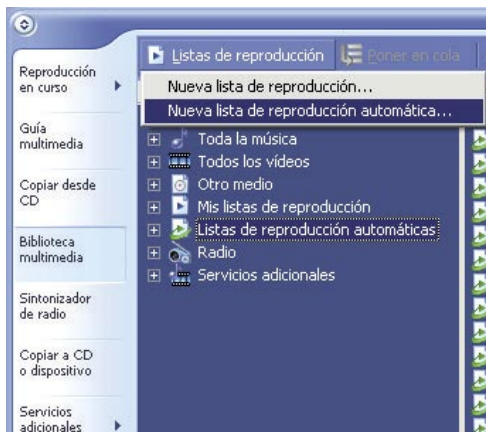 Listas de reproducción
Poner en cola
Nueva lista de reproducción...
Nueva lista de reproducción automática...
Reproducción
en curso
Guía
multimedia
Copiar desde
CD
Biblioteca
multimedia
Sintonizador
de radio
Copiar a CD
o dispositivo
Servicios
adicionales
Toda la música
Todos los vídeos
Otro medio
Mis listas de reproducción
Listas de reproducción automáticas
Radio
Servicios adicionales